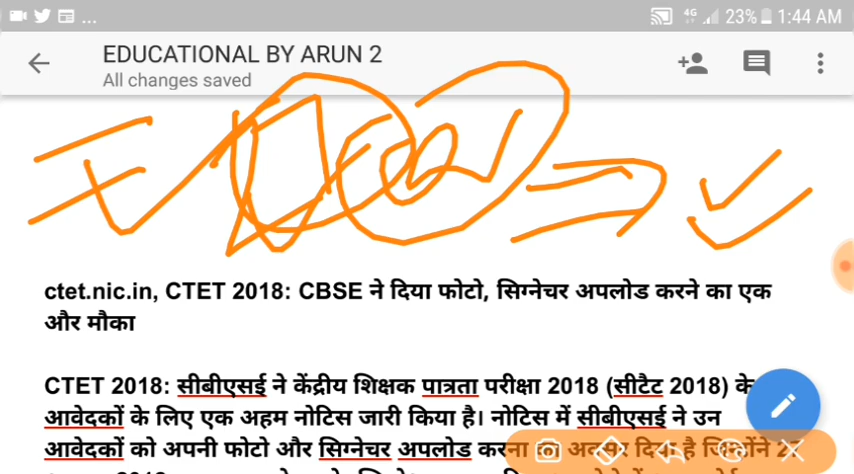 ... 4G 23% 1:44 AM
EDUCATIONAL BY ARUN 2
All changes saved
ctet.nic.in, CTET 2018: CBSE ने दिया फोटो, सिग्नेचर अपलोड करने का एक
और मौका
CTET 2018: सीबीएसई ने केंद्रीय शिक्षक पात्रता परीक्षा 2018 (सीटैट 2018) के
आवेदकों के लिए एक अहम नोटिस जारी किया है। नोटिस में सीबीएसई ने उन
आवेदकों को अपनी फोटो और सिग्नेचर अपलोड करना का अवसर दिया है जिन्होंने